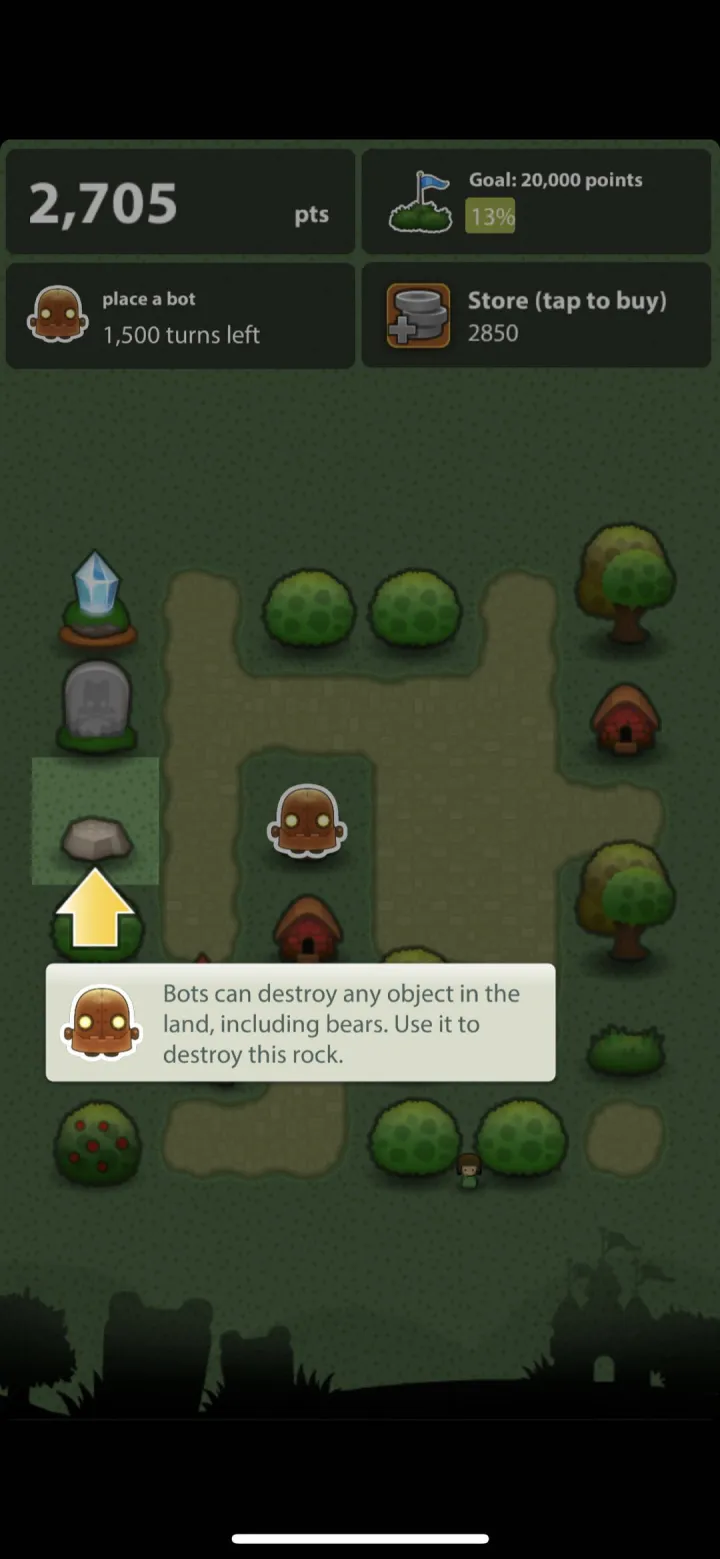 2,705 pts
Goal: 20,000 points
13%
place a bot
1,500 turns left
Store (tap to buy)
2850
Bots can destroy any object in the
land, including bears. Use it to
destroy this rock.